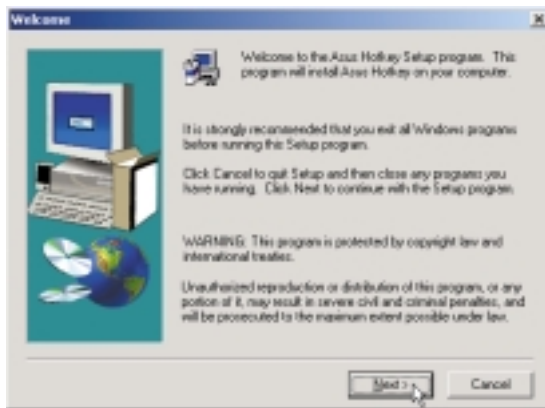 Welcome
Welcome to the Asus Hotkey Setup program. This
program will install Asus Hotkey on your computer.
It is strongly recommended that you exit all Windows programs
before running this Setup program.
Click Cancel to quit Setup and then close any programs you
have running. Click Next to continue with the Setup program.
WARNING: This program is protected by copyright law and
international treaties.
Unauthorized reproduction or distribution of this program, or any
portion of it, may result in severe civil and criminal penalties, and
will be prosecuted to the maximum extent possible under law.
Next >
Cancel